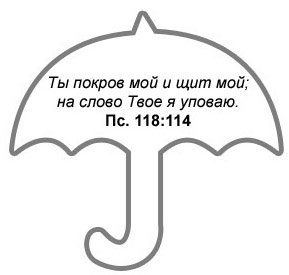 Ты покров мой и щит мой;
на слово Твое я уповаю.
Пс. 118:114